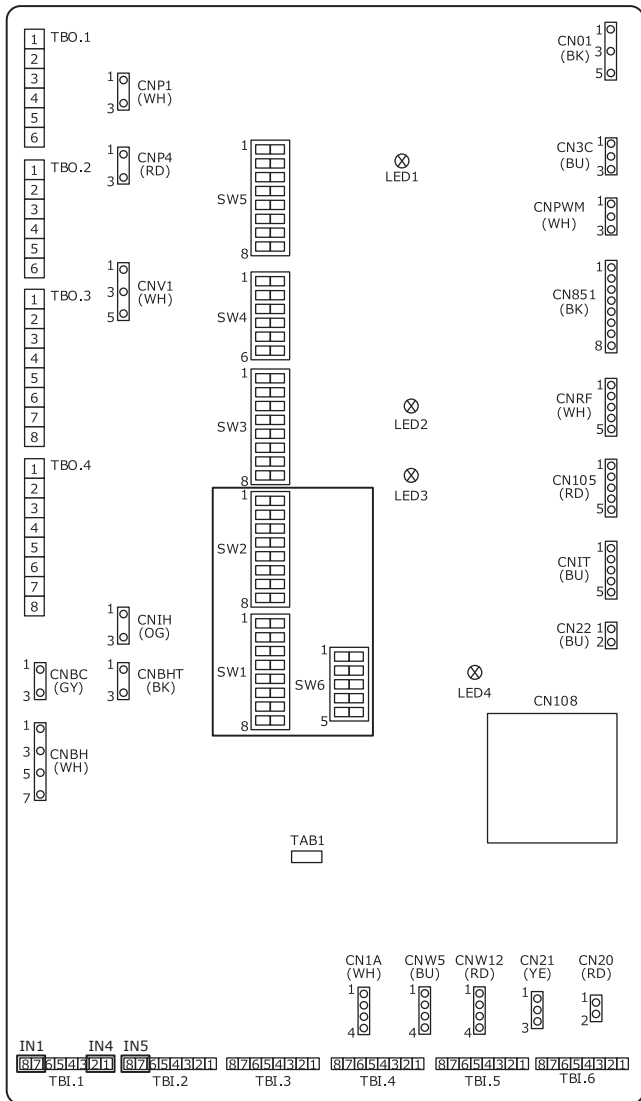 1 TBO.1
2
3
4
5
6
1 CNP1
(WH)
3
1 CN01
3 (BK)
5
1 TBO.2
2
3
4
5
6
1 CNP4
3 (RD)
1
SW5
8
LED1
1 CN3C
(BU)
3
CNPWM 1
(WH) 3
1 TBO.3
2
3
4
5
6
7
8
1 CNV1
3 (WH)
5
1
SW4
6
1
CN851
(BK)
8
1
SW3
8
LED2
1
CNRF
(WH)
5
LED3
1
CN105
(RD)
5
1 TBO.4
2
3
4
5
6
7
8
1
SW2
8
1
CNIT
(BU)
5
1 CNIH
3 (OG)
1
SW1
8
1
SW6
5
CN22 1
(BU) 2
1 CNBC
3 (GY)
1 CNBHT
3 (BK)
LED4
CN108
1
3 CNBH
5 (WH)
7
TAB1
CN1A
(WH)
1
4
CNW5
(BU)
1
4
CNW12
(RD)
1
4
CN21
(YE)
1
3
CN20
(RD)
1
2
IN1 IN4 IN5
87654321 87654321 87654321 87654321 87654321 87654321
TBI.1 TBI.2 TBI.3 TBI.4 TBI.5 TBI.6